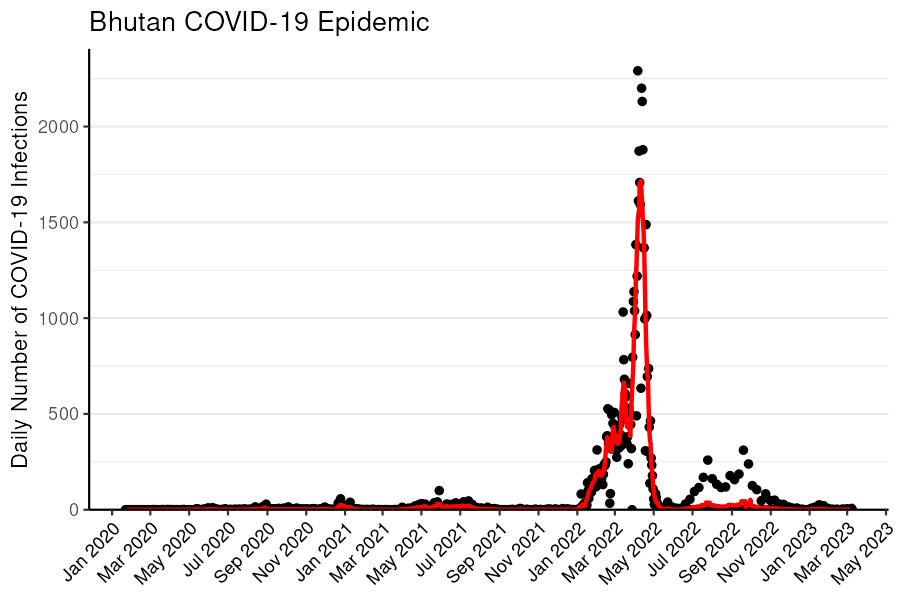 Bhutan COVID-19 Epidemic
Daily Number of COVID-19 Infections
2000
1500
1000
500
0
Jan 2020
Mar 2020
May 2020
Jul 2020
Sep 2020
Nov 2020
Jan 2021
Mar 2021
May 2021
Jul 2021
Sep 2021
Nov 2021
Jan 2022
Mar 2022
May 2022
Jul 2022
Sep 2022
Nov 2022
Jan 2023
Mar 2023
May 2023